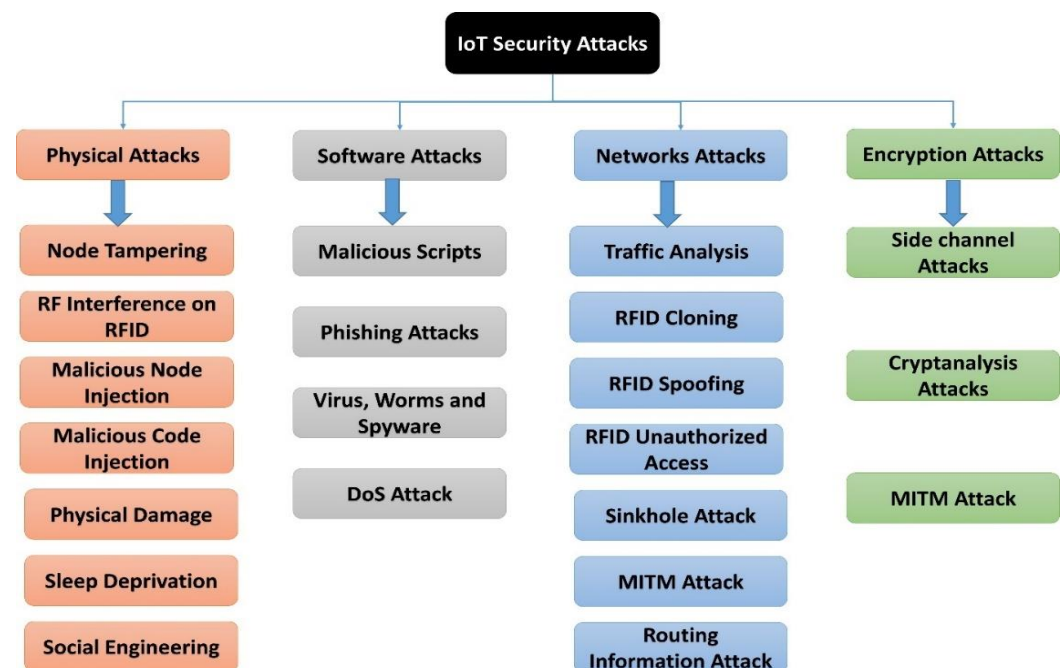 IoT Security Attacks
Physical Attacks
Node Tampering
RF Interference on
RFID
Malicious Node
Injection
Malicious Code
Injection
Physical Damage
Sleep Deprivation
Social Engineering
Software Attacks
Malicious Scripts
Phishing Attacks
Virus, Worms and
Spyware
DoS Attack
Networks Attacks
Traffic Analysis
RFID Cloning
RFID Spoofing
RFID Unauthorized
Access
Sinkhole Attack
MITM Attack
Routing
Information Attack
Encryption Attacks
Side channel
Attacks
Cryptanalysis
Attacks
MITM Attack